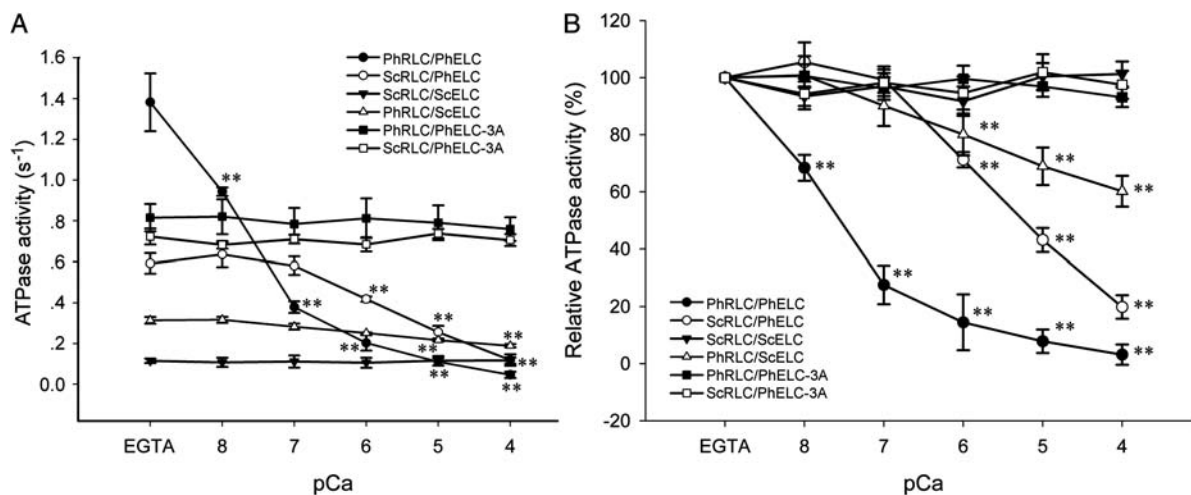 A
ATPase activity (s-1)
1.6
1.4
1.2
1.0
.8
.6
.4
.2
0.0
PhRLC/PhELC
ScRLC/PhELC
ScRLC/ScELC
PhRLC/ScELC
PhRLC/PhELC-3A
ScRLC/PhELC-3A
**
**
**
**
**
**
**
**
**
EGTA 8 7 6 5 4
pCa
B
Relative ATPase activity (%)
120
100
80
60
40
20
0
-20
**
**
**
**
**
**
**
**
**
**
**
PhRLC/PhELC
ScRLC/PhELC
ScRLC/ScELC
PhRLC/ScELC
PhRLC/PhELC-3A
ScRLC/PhELC-3A
EGTA 8 7 6 5 4
pCa